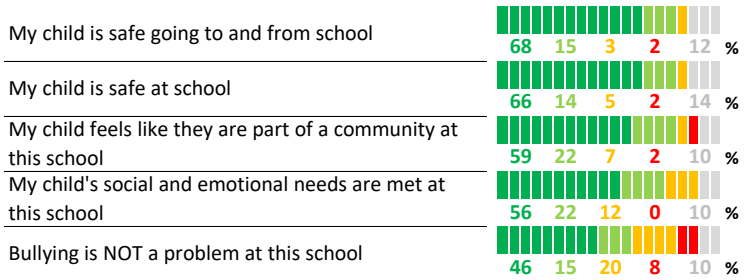 My child is safe going to and from school
68 15 3 2 12 %
My child is safe at school
66 14 5 2 14 %
My child feels like they are part of a community at
this school
59 22 7 2 10 %
My child's social and emotional needs are met at
this school
56 22 12 0 10 %
Bullying is NOT a problem at this school
46 15 20 8 10 %